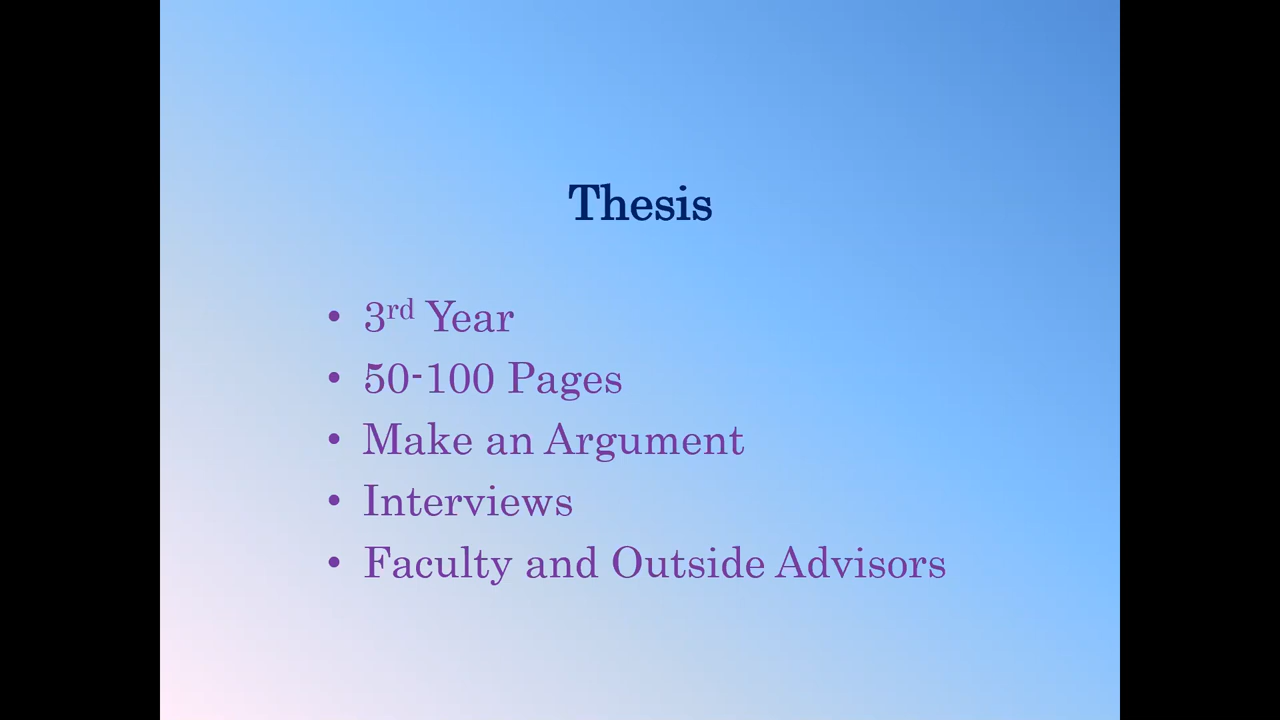 Thesis
• 3rd Year
• 50-100 Pages
• Make an Argument
• Interviews
• Faculty and Outside Advisors